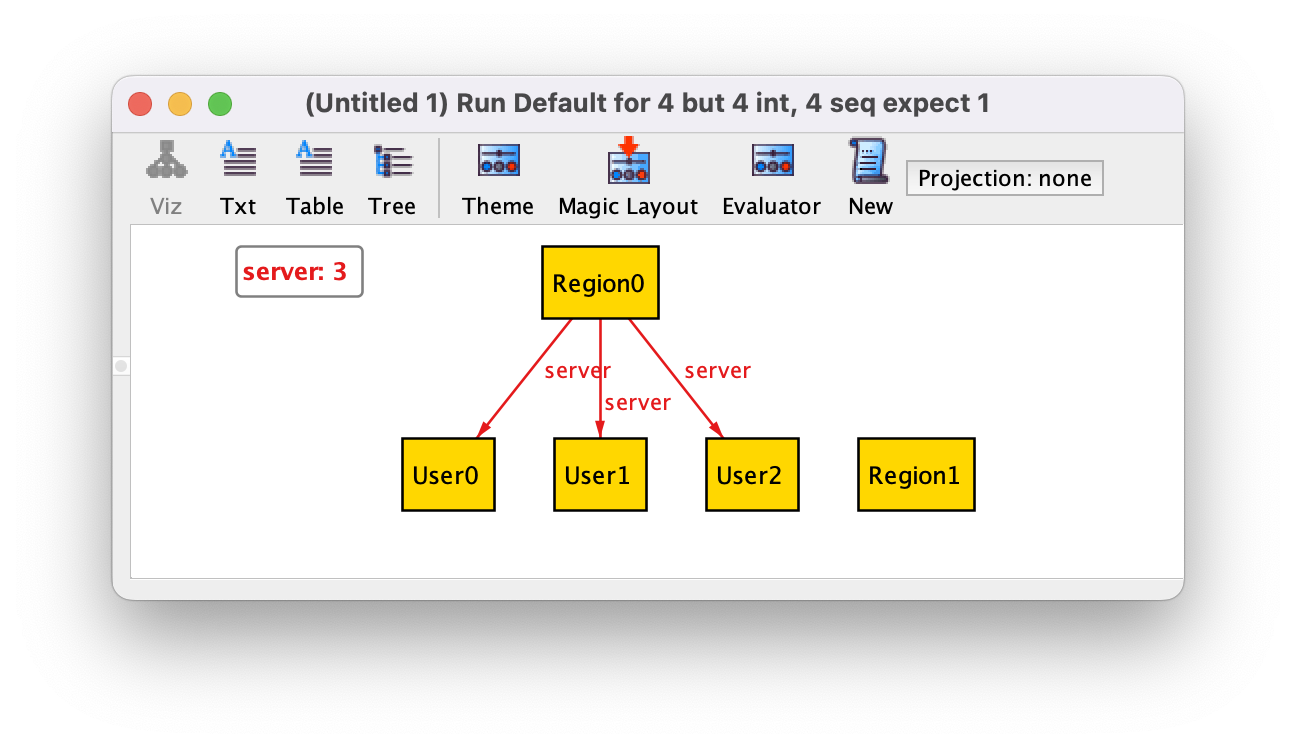 (Untitled 1) Run Default for 4 but 4 int, 4 seq expect 1
Viz Txt Table Tree Theme Magic Layout Evaluator New Projection: none
server: 3
Region0
server
server
server
User0
User1
User2
Region1